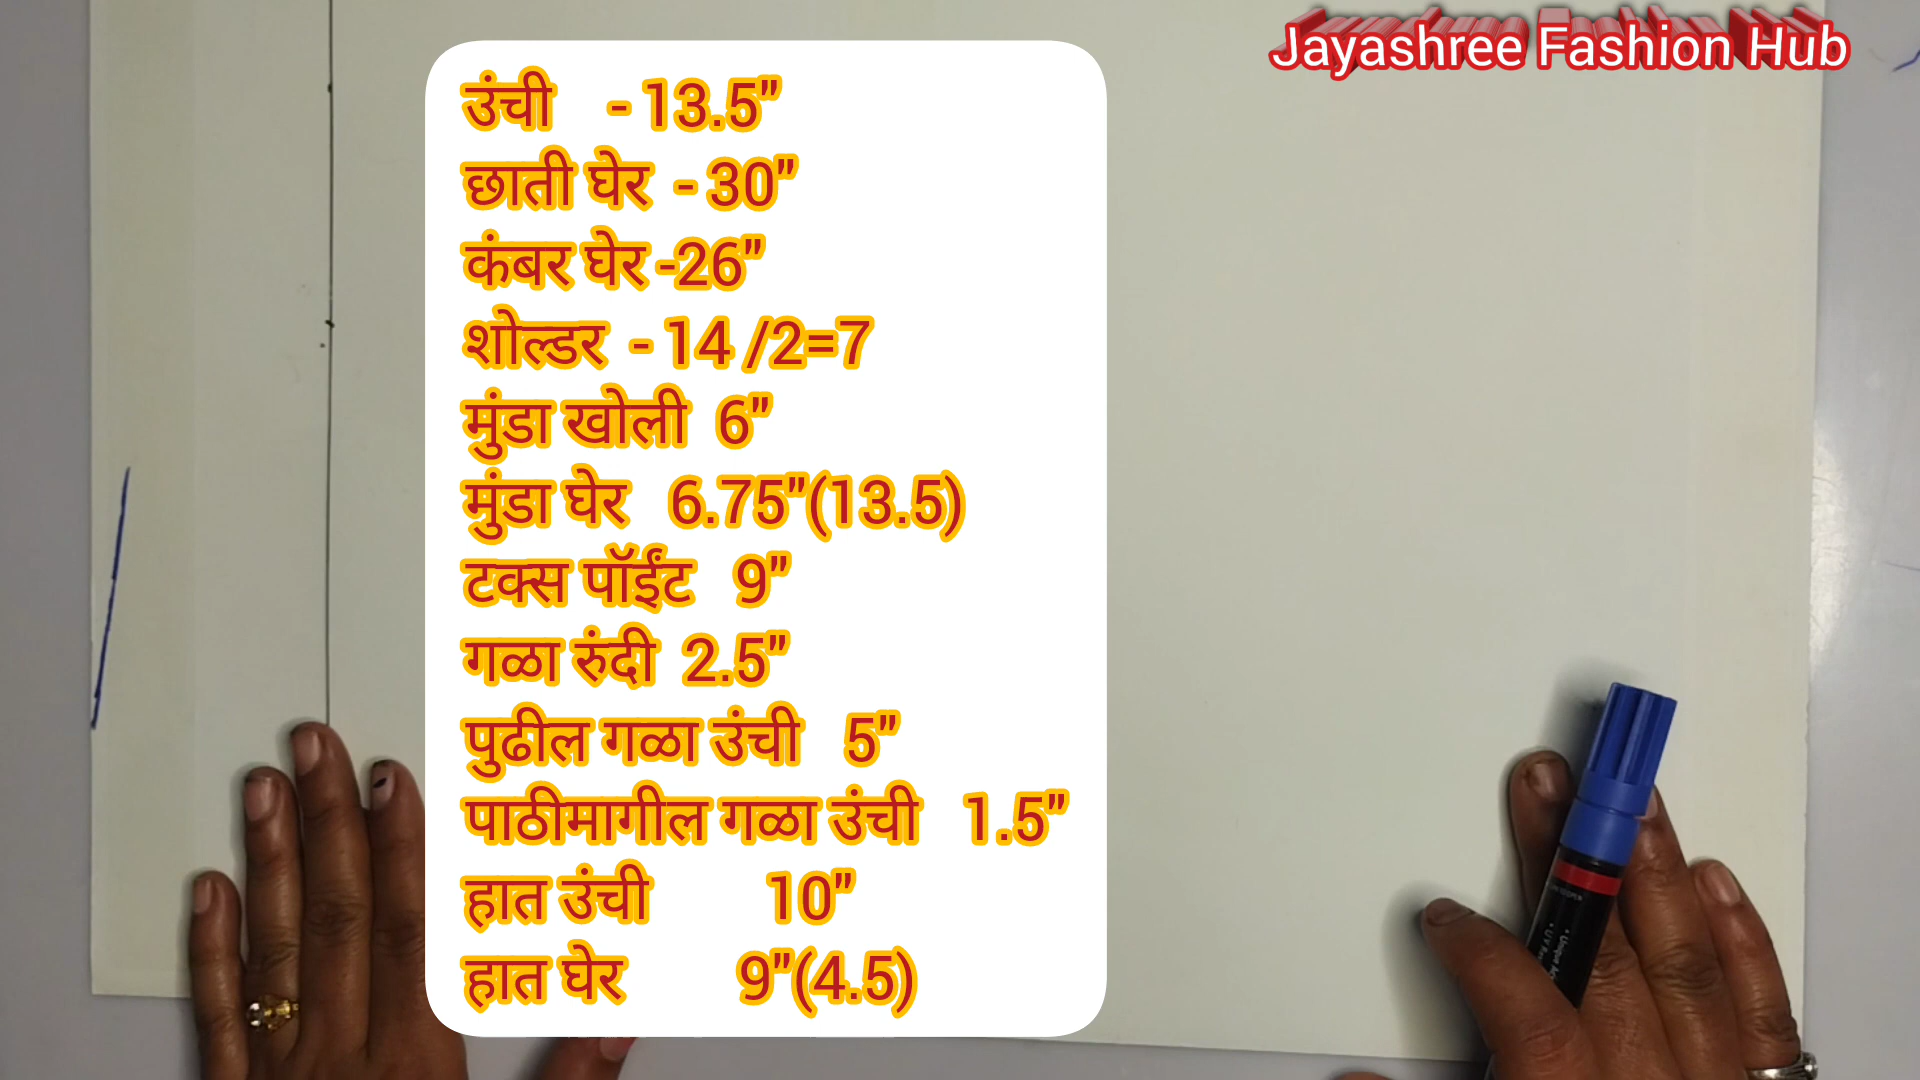 Jayashree Fashion Hub
उंची - 13.5"
छाती घेर - 30"
कंबर घेर -26"
शोल्डर - 14 /2=7
मुंडा खोली 6"
मुंडा घेर 6.75"(13.5)
टक्स पॉईंट 9"
गळा रुंदी 2.5"
पुढील गळा उंची 5"
पाठीमागील गळा उंची 1.5"
हात उंची 10"
हात घेर 9"(4.5)